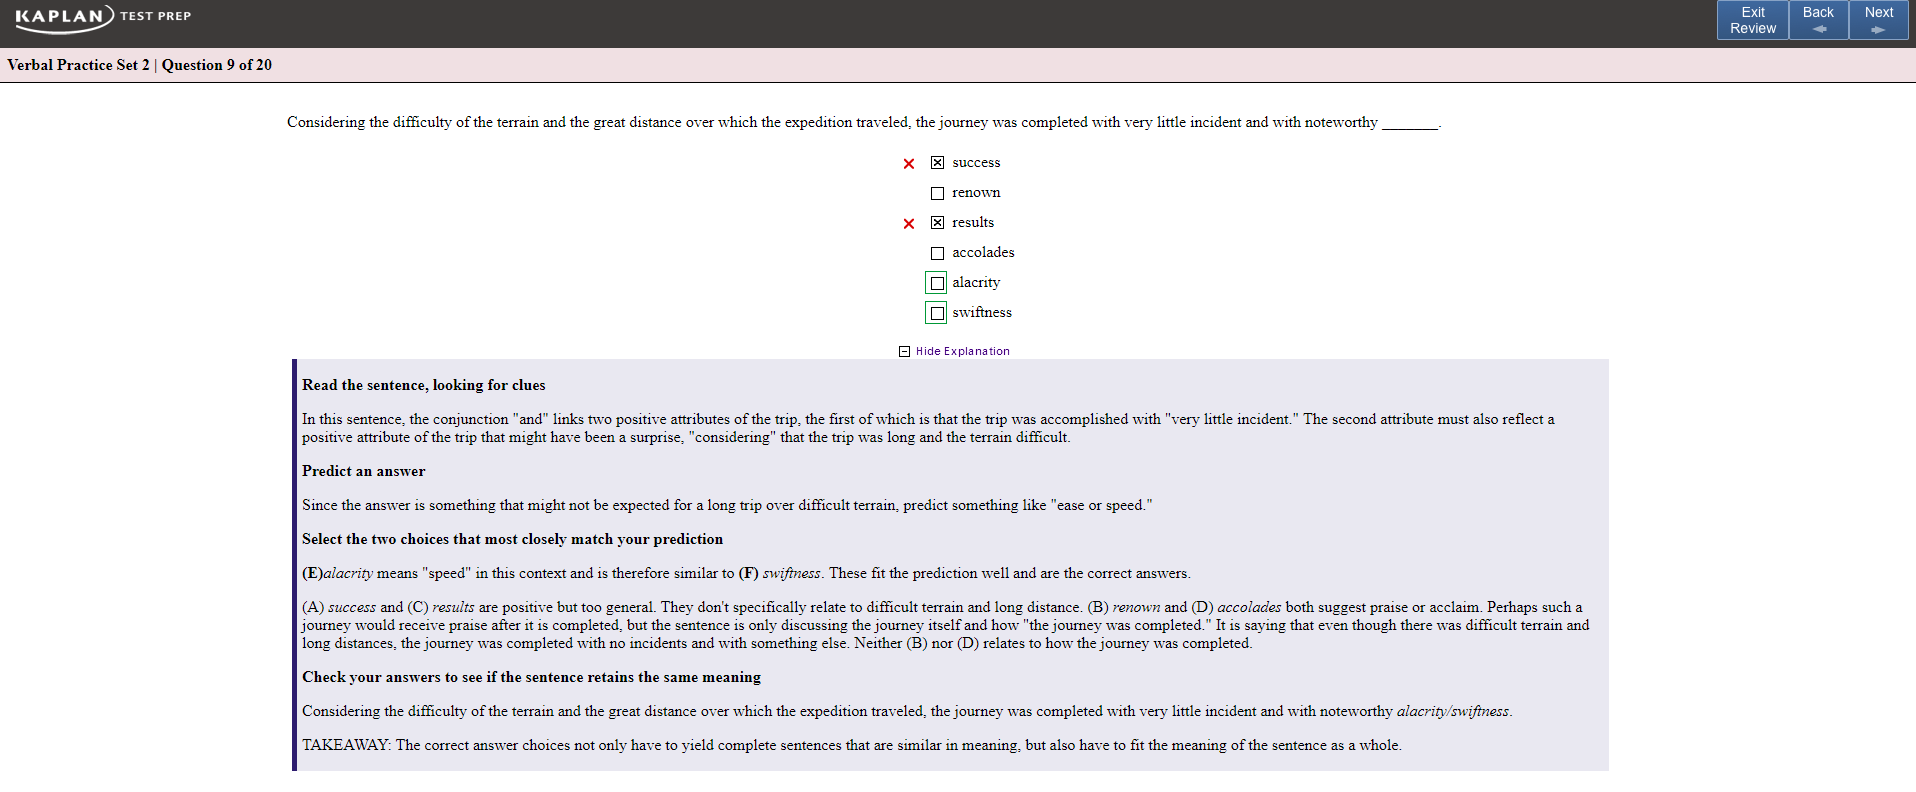 KAPLAN TEST PREP
Exit Review
Back
Next
Verbal Practice Set 2 | Question 9 of 20
Considering the difficulty of the terrain and the great distance over which the expedition traveled, the journey was completed with very little incident and with noteworthy _______.
success
renown
results
accolades
alacrity
swiftness
Hide Explanation
Read the sentence, looking for clues
In this sentence, the conjunction "and" links two positive attributes of the trip, the first of which is that the trip was accomplished with "very little incident." The second attribute must also reflect a
positive attribute of the trip that might have been a surprise, "considering" that the trip was long and the terrain difficult.
Predict an answer
Since the answer is something that might not be expected for a long trip over difficult terrain, predict something like "ease or speed."
Select the two choices that most closely match your prediction
(E)alacrity means "speed" in this context and is therefore similar to (F) swiftness. These fit the prediction well and are the correct answers.
(A) success and (C) results are positive but too general. They don't specifically relate to difficult terrain and long distance. (B) renown and (D) accolades both suggest praise or acclaim. Perhaps such a
journey would receive praise after it is completed, but the sentence is only discussing the journey itself and how "the journey was completed." It is saying that even though there was difficult terrain and
long distances, the journey was completed with no incidents and with something else. Neither (B) nor (D) relates to how the journey was completed.
Check your answers to see if the sentence retains the same meaning
Considering the difficulty of the terrain and the great distance over which the expedition traveled, the journey was completed with very little incident and with noteworthy alacrity/swiftness.
TAKEAWAY: The correct answer choices not only have to yield complete sentences that are similar in meaning, but also have to fit the meaning of the sentence as a whole.